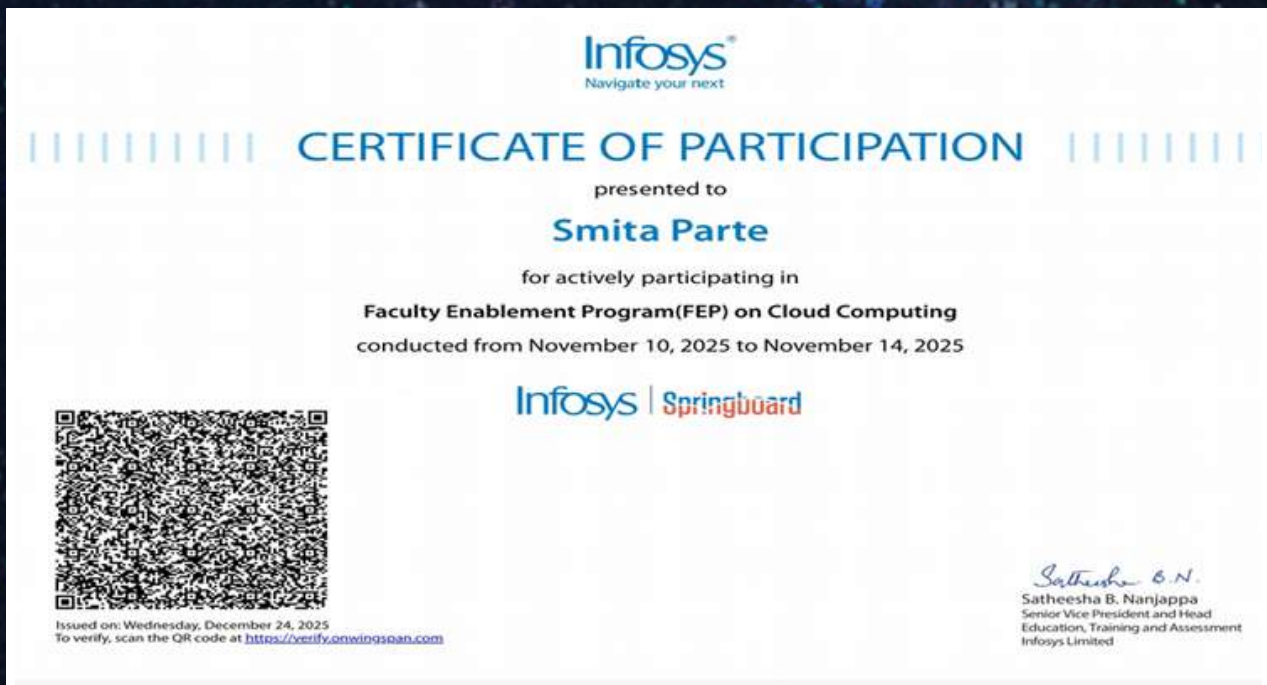 Infosys®
Navigate your next
CERTIFICATE OF PARTICIPATION
presented to
Smita Parte
for actively participating in
Faculty Enablement Program(FEP) on Cloud Computing
conducted from November 10, 2025 to November 14, 2025
Infosys | Springboard
Issued on: Wednesday, December 24, 2025
To verify, scan the QR code at https://verify.onwingspan.com
Satheesha B.N.
Satheesha B. Nanjappa
Senior Vice President and Head
Education, Training and Assessment
Infosys Limited